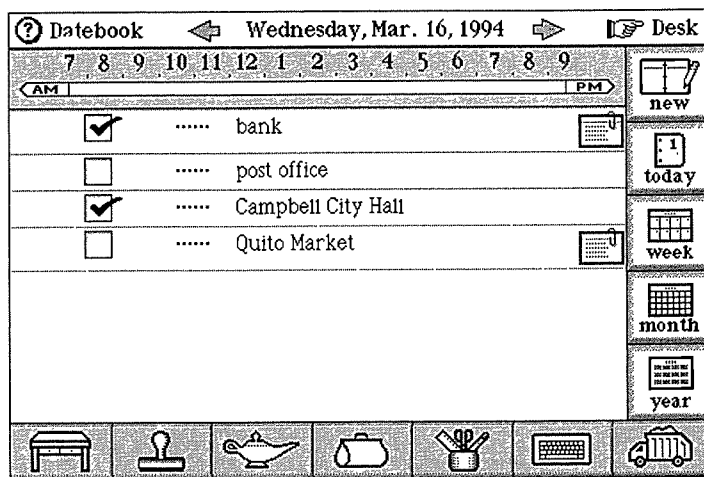 ? Datebook Wednesday, Mar. 16, 1994 Desk
7 8 9 10 11 12 1 2 3 4 5 6 7 8 9
AM PM
new
bank
1
today
post office
Campbell City Hall
Quito Market
week
month
year